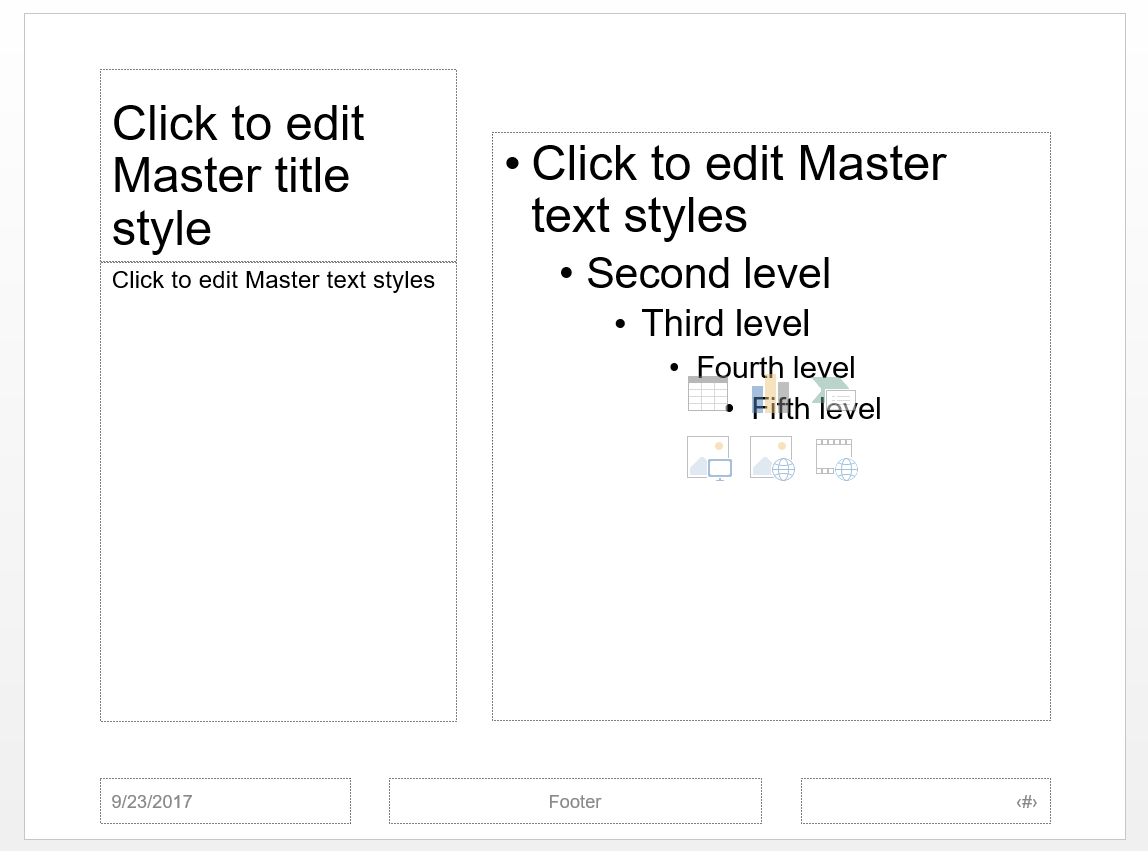 Click to edit
Master title
style
Click to edit Master text styles
• Click to edit Master
text styles
• Second level
• Third level
• Fourth level
• Fifth level
9/23/2017
Footer
‹#›